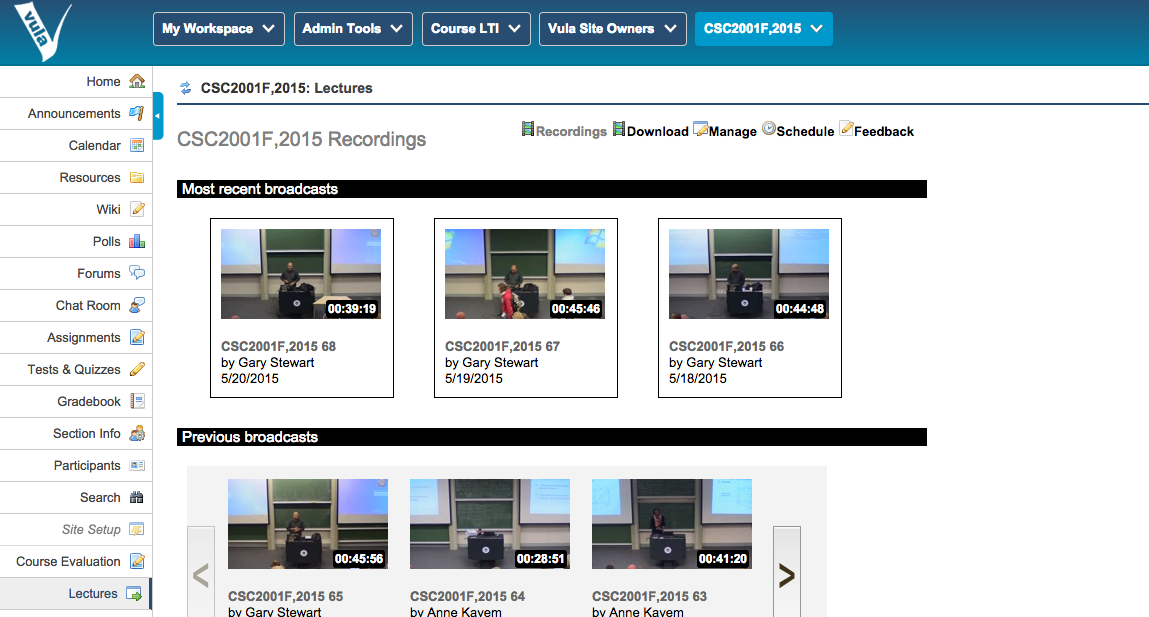 vula
My Workspace
Admin Tools
Course LTI
Vula Site Owners
CSC2001F,2015
Home
Announcements
Calendar
Resources
Wiki
Polls
Forums
Chat Room
Assignments
Tests & Quizzes
Gradebook
Section Info
Participants
Search
Site Setup
Course Evaluation
Lectures
CSC2001F,2015: Lectures
CSC2001F,2015 Recordings
Recordings Download Manage Schedule Feedback
Most recent broadcasts
00:39:19
CSC2001F,2015 68
by Gary Stewart
5/20/2015
00:45:46
CSC2001F,2015 67
by Gary Stewart
5/19/2015
00:44:48
CSC2001F,2015 66
by Gary Stewart
5/18/2015
Previous broadcasts
<
00:45:56
CSC2001F,2015 65
by Gary Stewart
00:28:51
CSC2001F,2015 64
by Anne Kayem
00:41:20
CSC2001F,2015 63
by Anne Kayem
>